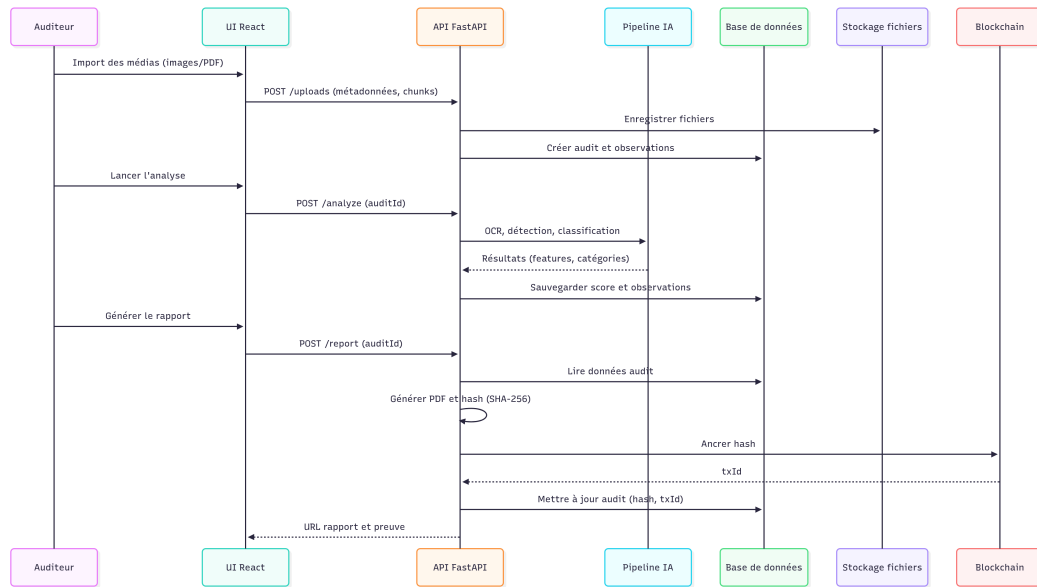 Auditeur
UI React
API FastAPI
Pipeline IA
Base de données
Stockage fichiers
Blockchain
Import des médias (images/PDF)
POST /uploads (métadonnées, chunks)
Enregistrer fichiers
Créer audit et observations
Lancer l'analyse
POST /analyze (auditId)
OCR, détection, classification
Résultats (features, catégories)
Sauvegarder score et observations
Générer le rapport
POST /report (auditId)
Lire données audit
Générer PDF et hash (SHA-256)
Ancrer hash
txId
Mettre à jour audit (hash, txId)
URL rapport et preuve
Auditeur
UI React
API FastAPI
Pipeline IA
Base de données
Stockage fichiers
Blockchain